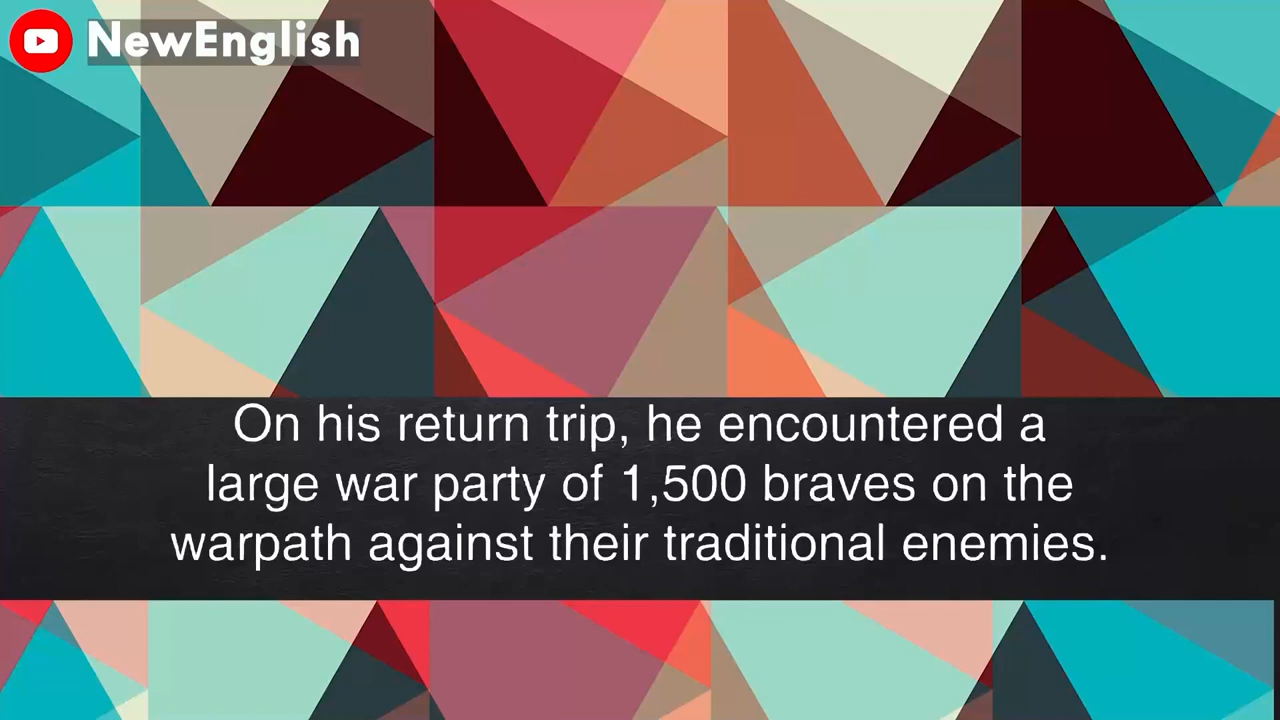 NewEnglish
On his return trip, he encountered a
large war party of 1,500 braves on the
warpath against their traditional enemies.